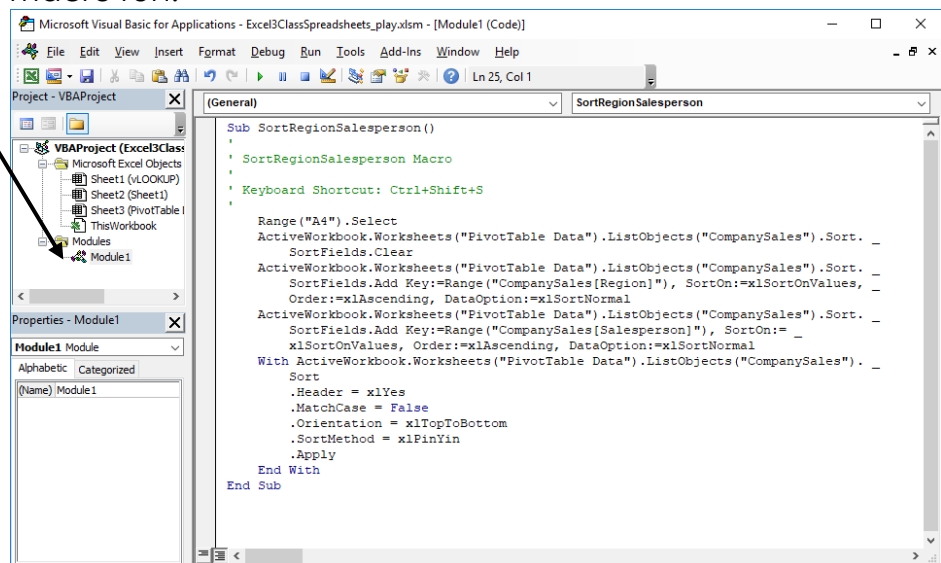 Microsoft Visual Basic for Applications - Excel3ClassSpreadsheets_play.xlsm - [Module1 (Code)]
File Edit View Insert Format Debug Run Tools Add-Ins Window Help
Ln 25, Col 1
Project - VBAProject
(General) SortRegionSalesperson
VBAProject (Excel3Class
Microsoft Excel Objects
Sheet1 (vLOOKUP)
Sheet2 (Sheet1)
Sheet3 (PivotTable
ThisWorkbook
Modules
Module1
Properties - Module1
Module1 Module
Alphabetic Categorized
(Name) Module1
Sub SortRegionSalesperson()
'
' SortRegionSalesperson Macro
'
' Keyboard Shortcut: Ctrl+Shift+S
'
Range("A4").Select
ActiveWorkbook.Worksheets("PivotTable Data").ListObjects("CompanySales").Sort. _
SortFields.Clear
ActiveWorkbook.Worksheets("PivotTable Data").ListObjects("CompanySales").Sort. _
SortFields.Add Key:=Range("CompanySales[Region]"), SortOn:=xlSortOnValues, _
Order:=xlAscending, DataOption:=xlSortNormal
ActiveWorkbook.Worksheets("PivotTable Data").ListObjects("CompanySales").Sort. _
SortFields.Add Key:=Range("CompanySales[Salesperson]"), SortOn:= _
xlSortOnValues, Order:=xlAscending, DataOption:=xlSortNormal
With ActiveWorkbook.Worksheets("PivotTable Data").ListObjects("CompanySales"). _
Sort
.Header = xlYes
.MatchCase = False
.Orientation = xlTopToBottom
.SortMethod = xlPinYin
.Apply
End With
End Sub